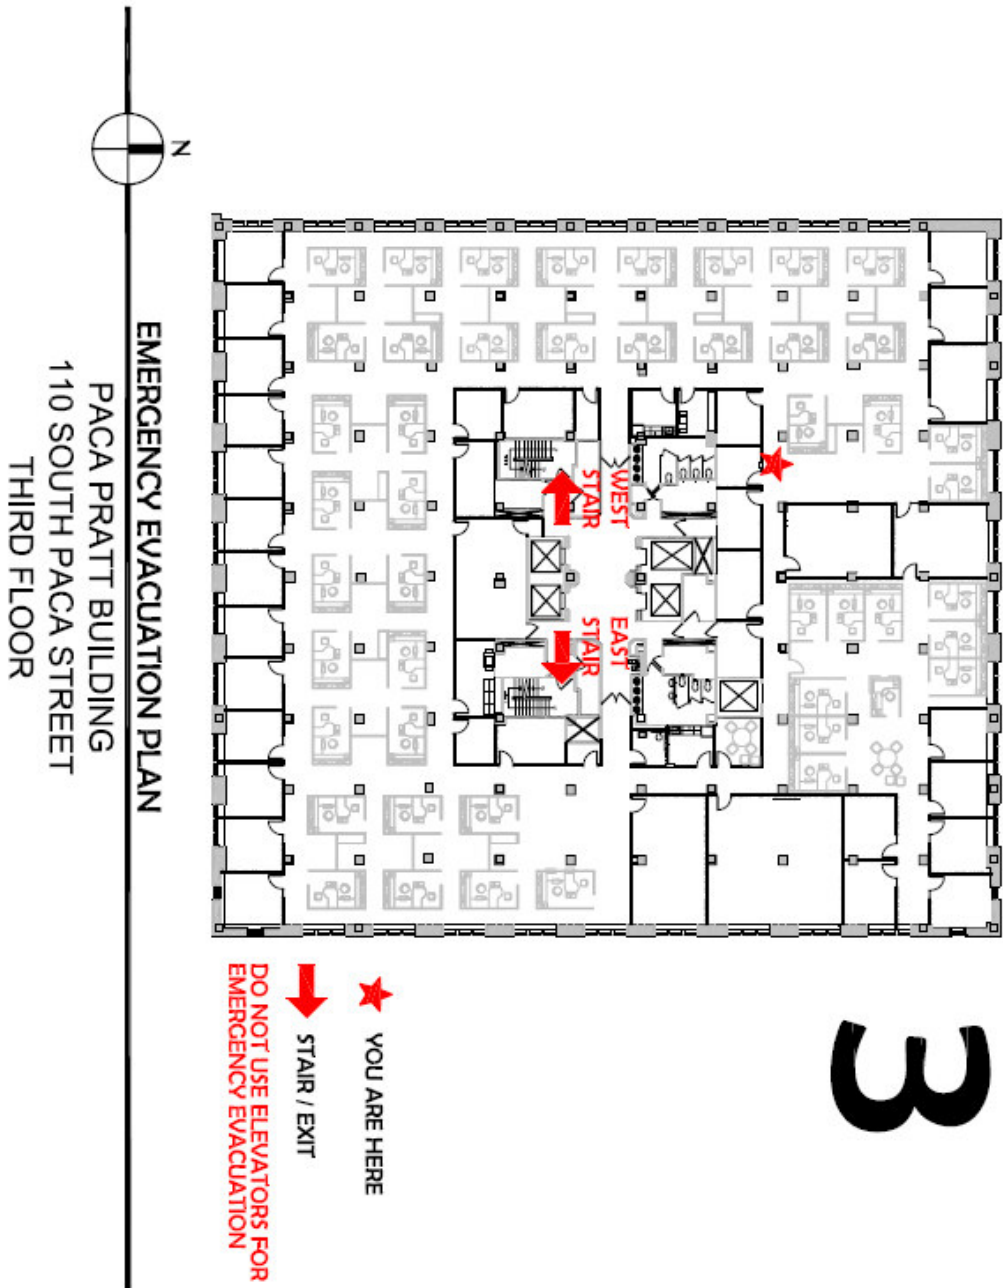 3
WEST
STAIR
EAST
STAIR
YOU ARE HERE
STAIR / EXIT
DO NOT USE ELEVATORS FOR
EMERGENCY EVACUATION
N
EMERGENCY EVACUATION PLAN
PACA PRATT BUILDING
110 SOUTH PACA STREET
THIRD FLOOR